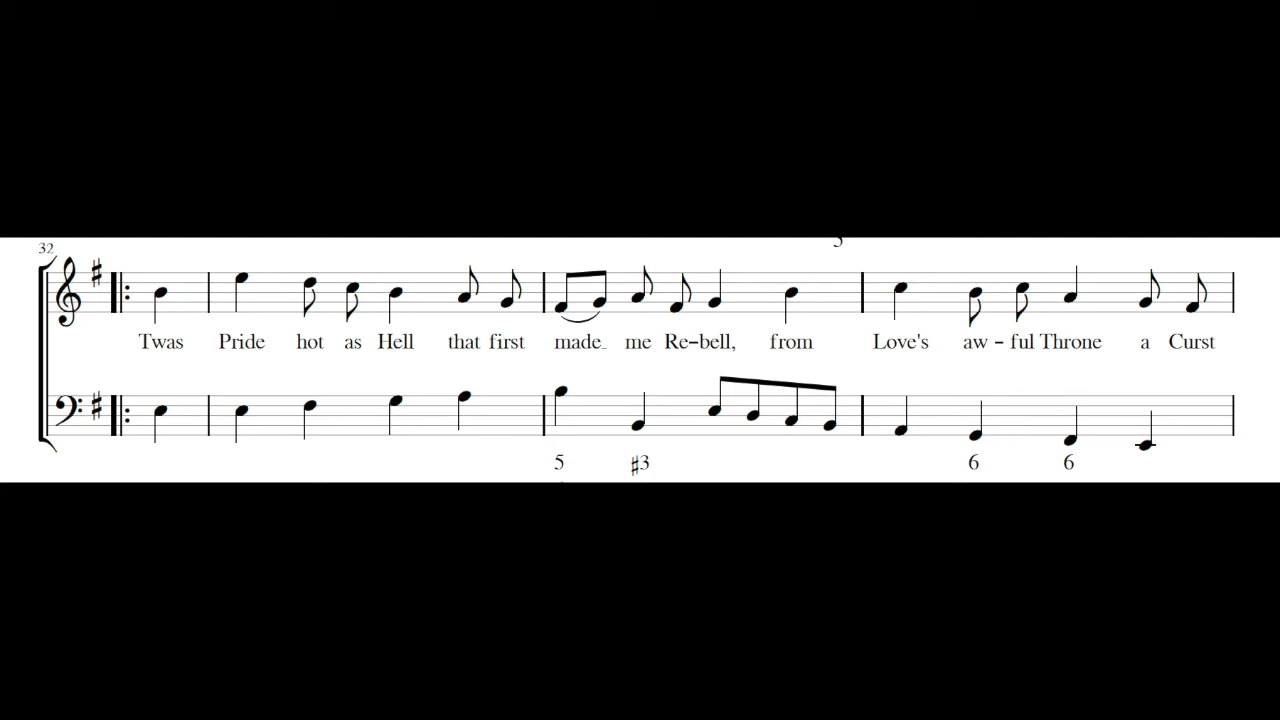 32
Twas Pride hot as Hell that first made me Re-bell, from Love's aw-ful Throne a Curst
5 #3 6 6